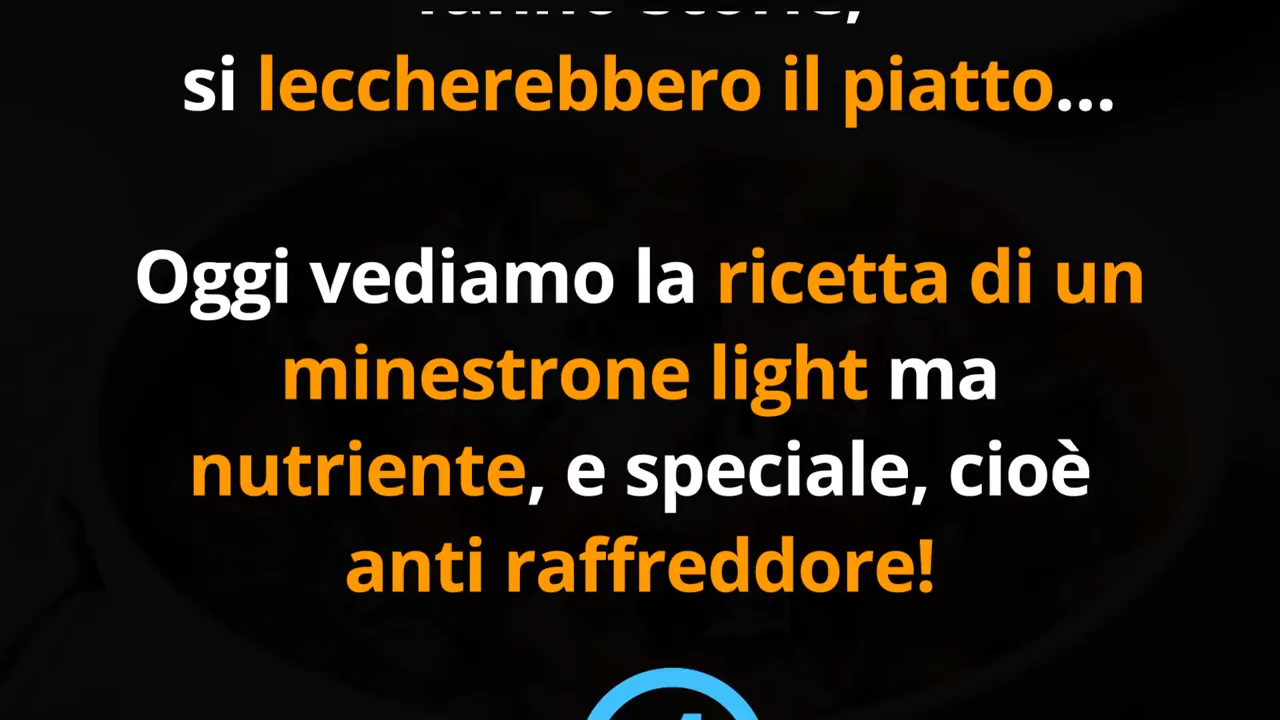 si leccherebbero il piatto...
Oggi vediamo la ricetta di un
minestrone light ma
nutriente, e speciale, cioè
anti raffreddore!